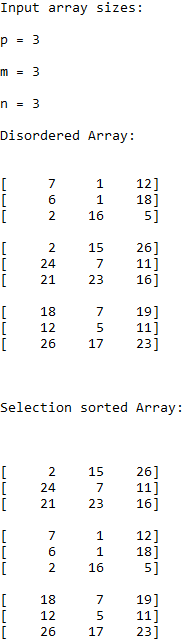 Input array sizes:
p = 3
m = 3
n = 3
Disordered Array:
[ 7 1 12]
[ 6 1 18]
[ 2 16 5]
[ 2 15 26]
[ 24 7 11]
[ 21 23 16]
[ 18 7 19]
[ 12 5 11]
[ 26 17 23]
Selection sorted Array:
[ 2 15 26]
[ 24 7 11]
[ 21 23 16]
[ 7 1 12]
[ 6 1 18]
[ 2 16 5]
[ 18 7 19]
[ 12 5 11]
[ 26 17 23]